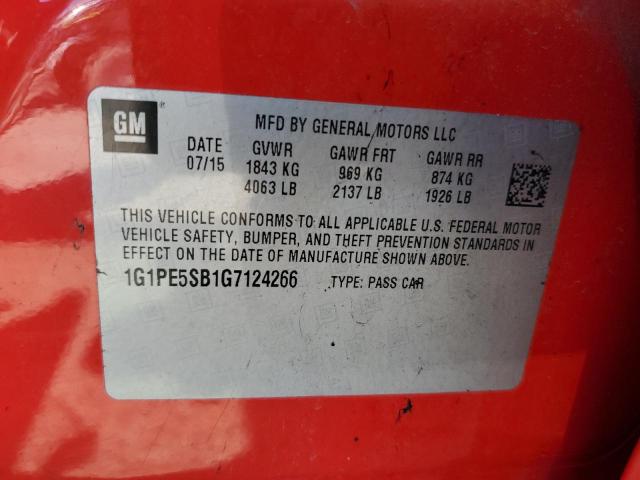 GM
MFD BY GENERAL MOTORS LLC
DATE GVWR GAWR FRT GAWR RR
07/15 1843 KG 969 KG 874 KG
4063 LB 2137 LB 1926 LB
THIS VEHICLE CONFORMS TO ALL APPLICABLE U.S. FEDERAL MOTOR
VEHICLE SAFETY, BUMPER, AND THEFT PREVENTION STANDARDS IN
EFFECT ON THE DATE OF MANUFACTURE SHOWN ABOVE.
1G1PE5SB1G7124266 TYPE: PASS CAR